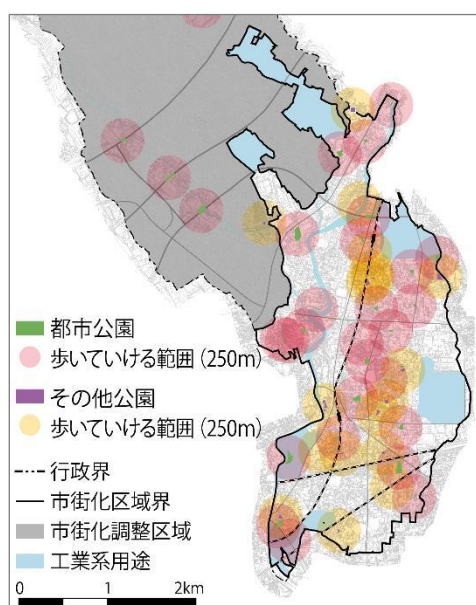 都市公園
歩いていける範囲(250m)
その他公園
歩いていける範囲(250m)
行政界
市街化区域界
市街化調整区域
工業系用途
0 1 2km